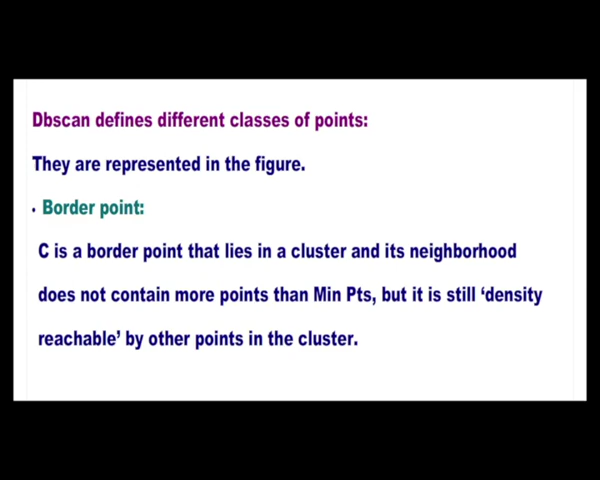 Dbscan defines different classes of points:
They are represented in the figure.
· Border point:
C is a border point that lies in a cluster and its neighborhood
does not contain more points than Min Pts, but it is still ‘density
reachable’ by other points in the cluster.